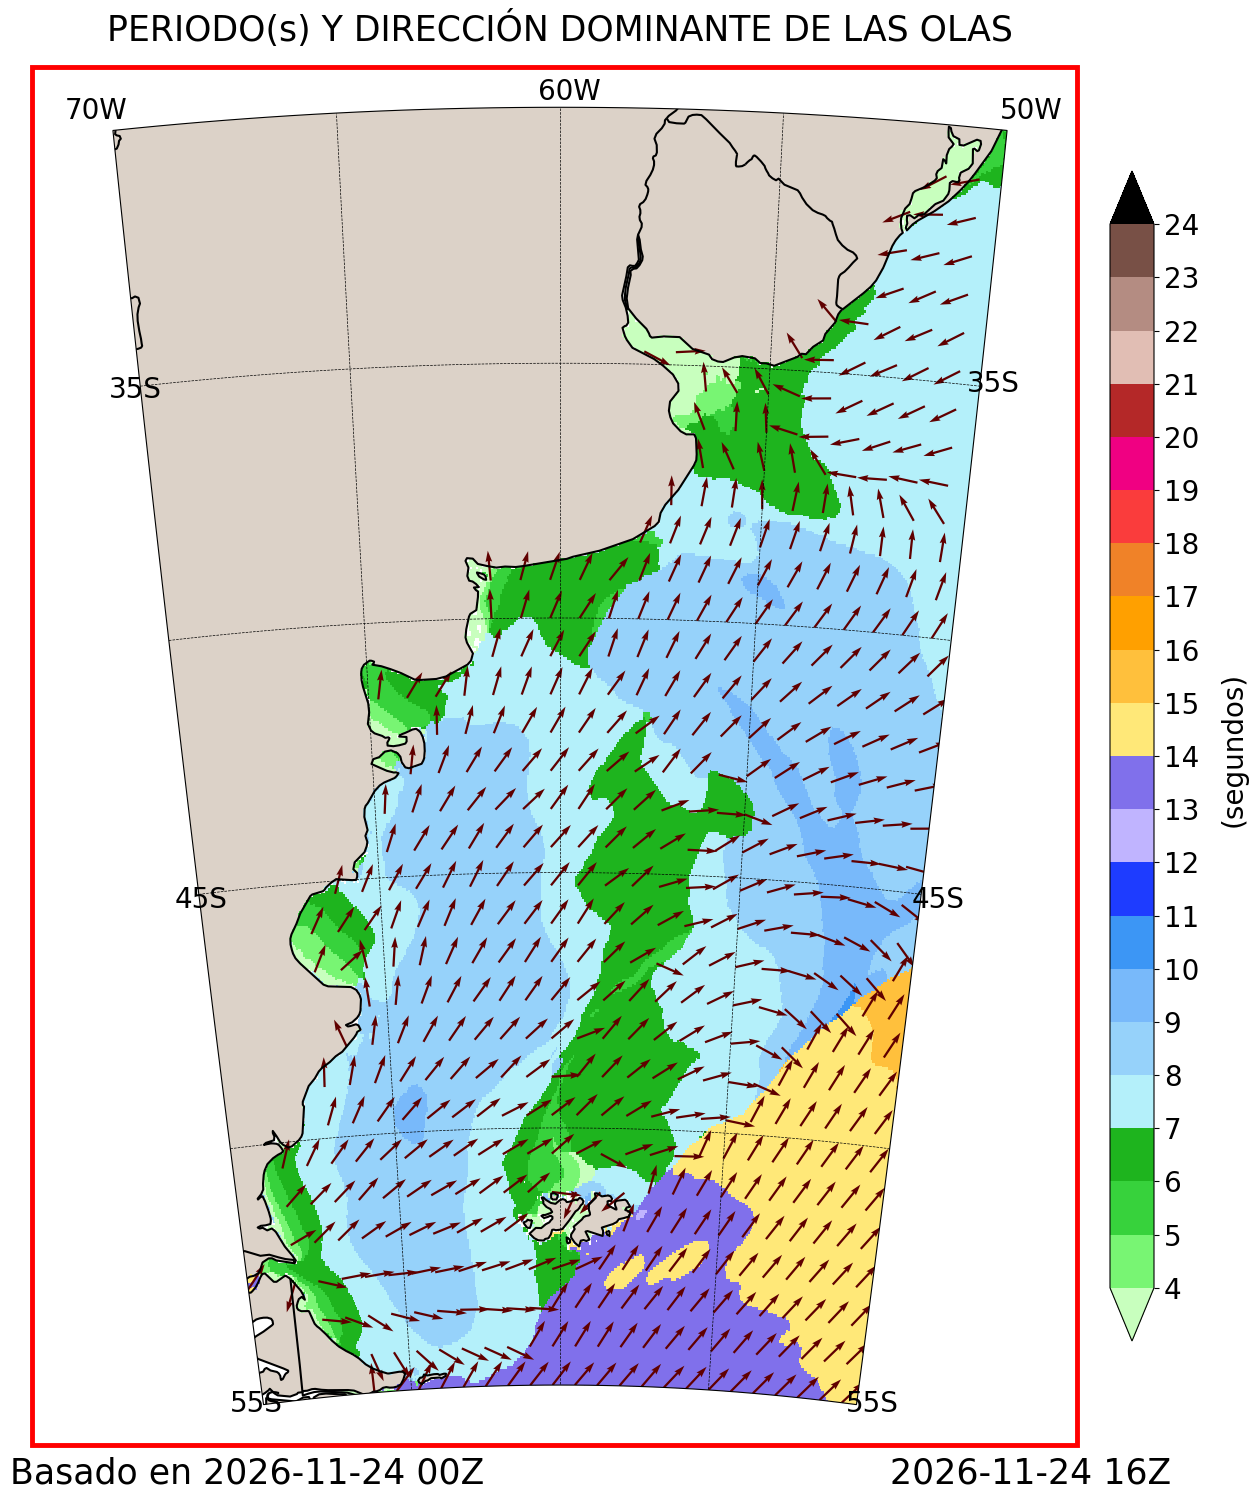 PERIODO(s) Y DIRECCIÓN DOMINANTE DE LAS OLAS
70W
60W
50W
35S
35S
45S
45S
55S
55S
24
23
22
21
20
19
18
17
16
15
14
13
12
11
10
9
8
7
6
5
4
(segundos)
Basado en 2026-11-24 00Z
2026-11-24 16Z